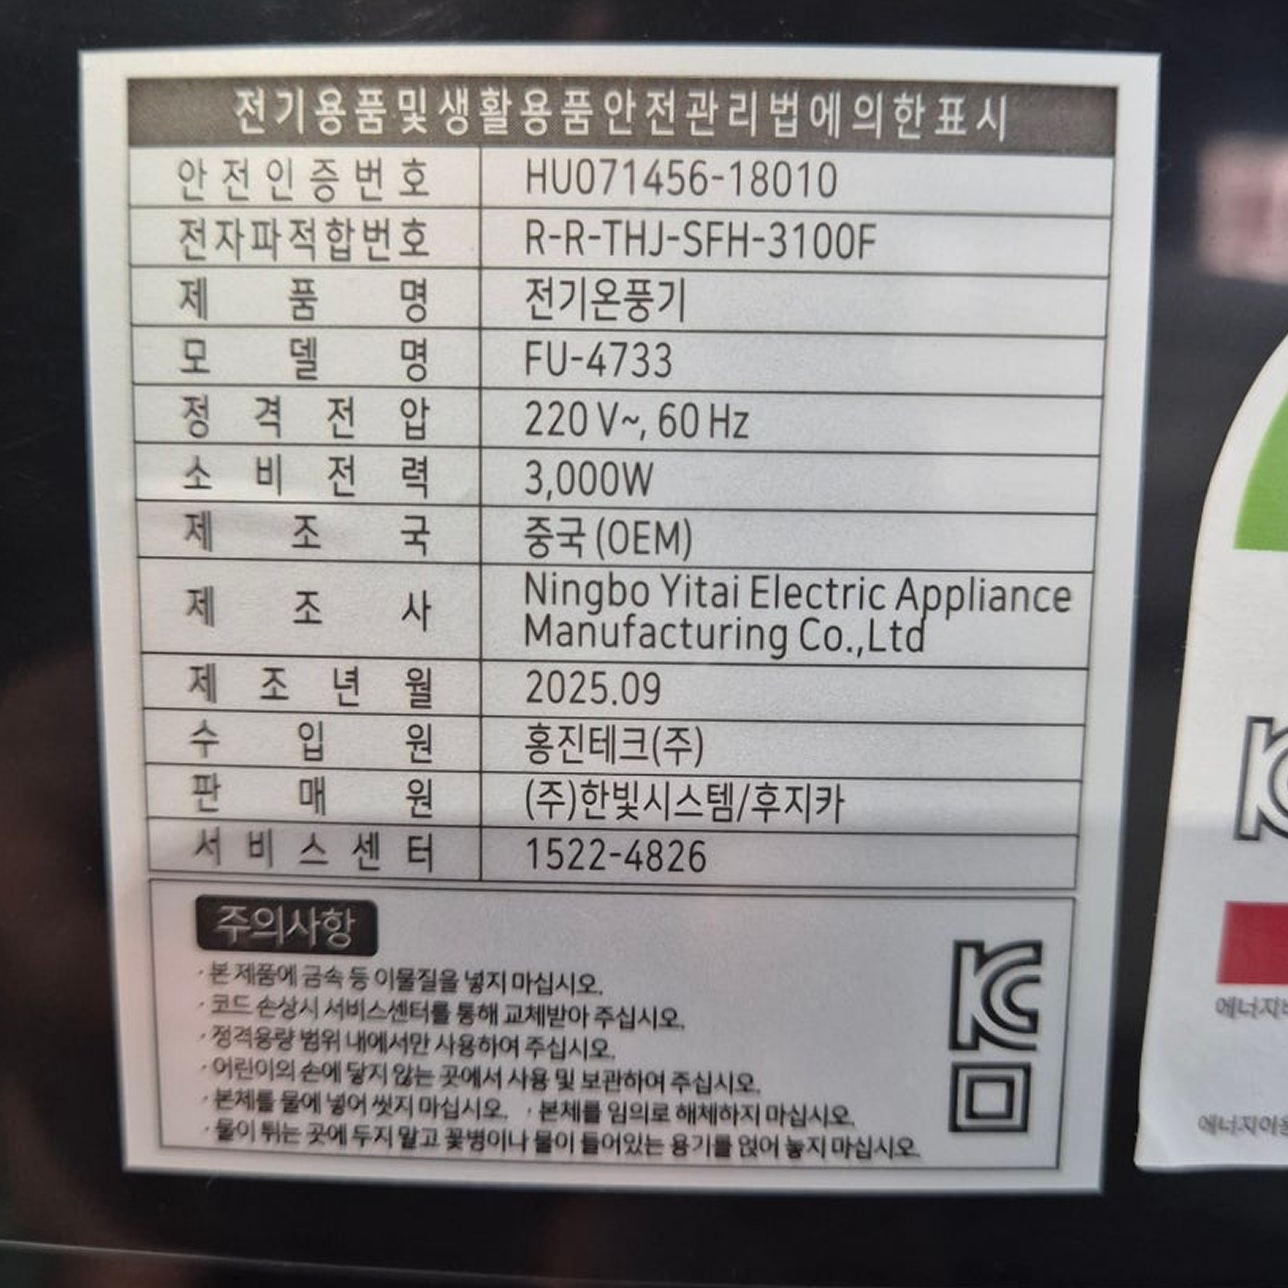 전기용품및생활용품안전관리법에의한표시
안전인증번호 HU071456-18010
전자파적합번호 R-R-THJ-SFH-3100F
제품명 전기온풍기
모델명 FU-4733
정격전압 220 V~, 60 Hz
소비전력 3,000W
제조국 중국 (OEM)
제조사 Ningbo Yitai Electric Appliance
Manufacturing Co.,Ltd
제조년월 2025.09
수입원 홍진테크(주)
판매원 (주)한빛시스템/후지카
서비스센터 1522-4826
주의사항
·본 제품에 금속 등 이물질을 넣지 마십시오.
·코드 손상시 서비스센터를 통해 교체받아 주십시오.
·정격용량 범위 내에서만 사용하여 주십시오.
·어린이의 손에 닿지 않는 곳에서 사용 및 보관하여 주십시오.
·본체를 물에 넣어 씻지 마십시오. ·본체를 임의로 해체하지 마십시오.
·물이 튀는 곳에 두지 말고 꽃병이나 물이 들어있는 용기를 얹어 놓지 마십시오.